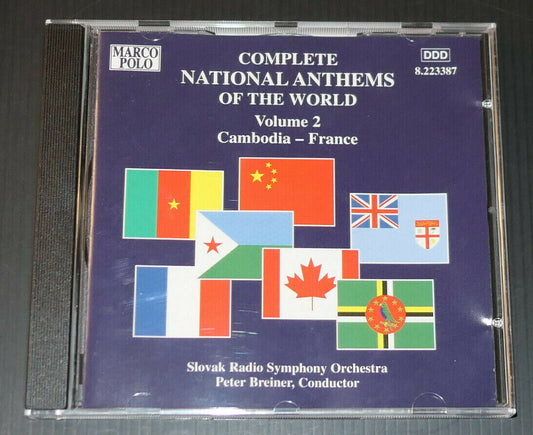 MARCO
POLO
COMPLETE
NATIONAL ANTHEMS
OF THE WORLD
Volume 2
Cambodia – France
DDD
8.223387
Slovak Radio Symphony Orchestra
Peter Breiner, Conductor